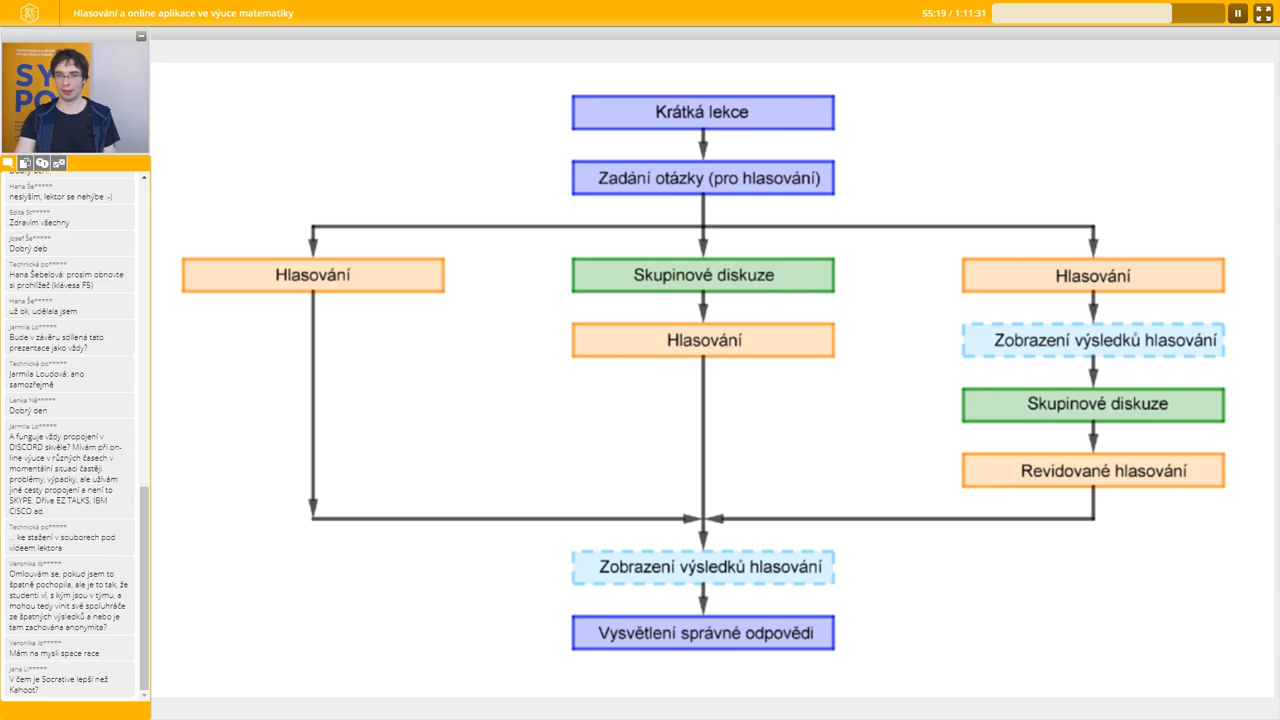 Hlasování a online aplikace ve výuce matematiky
55:19 / 1:11:31
SY
PO
SY
PO
Hana Še*****
neslyším, lektor se nehýbe :-)
Edita St*****
Zdravím všechny
Josef Še*****
Dobrý deb
Technická po*****
Hana Šebelová: prosím obnovte
si prohlížeč (klávesa F5)
Hana Še*****
už ok, udělala jsem
Jarmila Lo*****
Bude v závěru sdílená tato
prezentace jako vždy?
Technická po*****
Jarmila Loudová: ano
samozřejmě
Lenka Ně*****
Dobrý den
Jarmila Lo*****
A funguje vždy propojení v
DISCORD skvěle? Mívám při on-
line výuce v různých časech v
momentální situaci častěji
problémy, výpadky, ale užívám
jiné cesty propojení a není to
SKYPE. Dříve EZ TALKS, IBM
CISCO ad.
Technická po*****
... ke stažení v souborech pod
videem lektora
Veronika Ib*****
Omlouvám se, pokud jsem to
špatně pochopila, ale je to tak, že
studenti ví, s kým jsou v týmu, a
mohou tedy vinit své spoluhráče
ze špatných výsledků a nebo je
tam zachována anonymita?
Veronika Ib*****
Mám na mysli space race
Jana Li*****
V čem je Socrative lepší než
Kahoot?
Krátká lekce
Zadání otázky (pro hlasování)
Hlasování
Skupinové diskuze
Hlasování
Hlasování
Zobrazení výsledků hlasování
Skupinové diskuze
Revidované hlasování
Zobrazení výsledků hlasování
Vysvětlení správné odpovědi